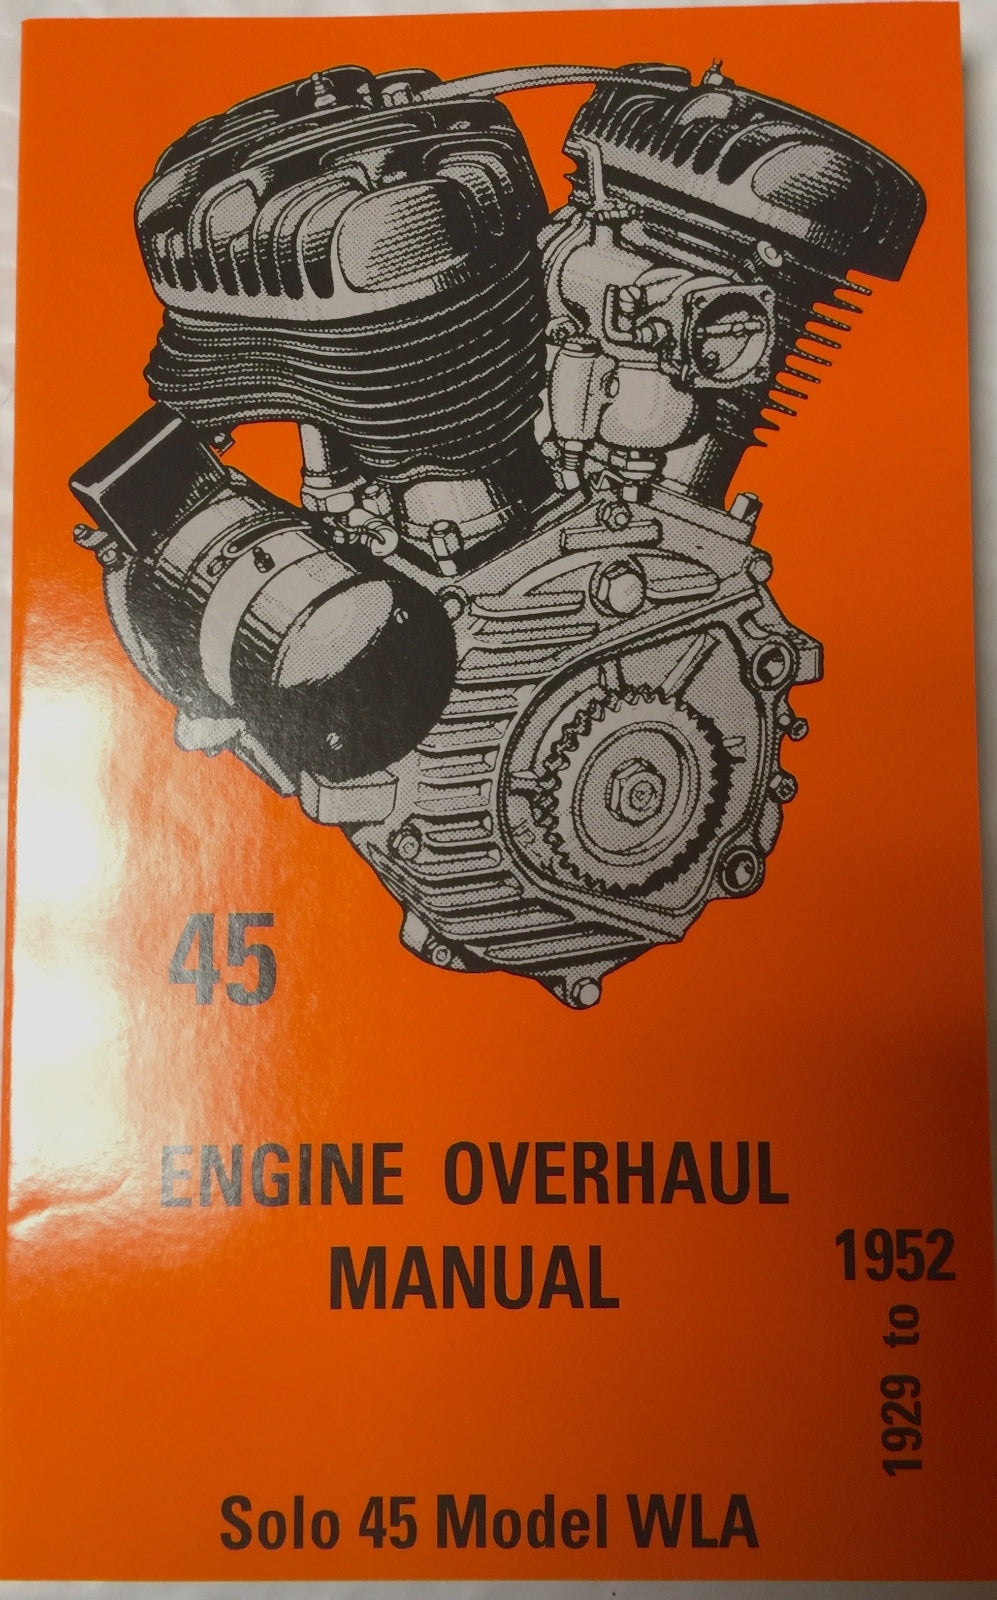 45
ENGINE OVERHAUL
MANUAL
1929 to 1952
Solo 45 Model WLA